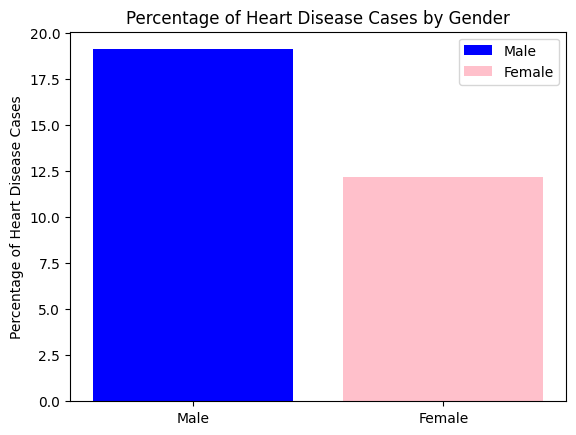 Percentage of Heart Disease Cases by Gender
Percentage of Heart Disease Cases
20.0
17.5
15.0
12.5
10.0
7.5
5.0
2.5
0.0
Male
Female
Male
Female